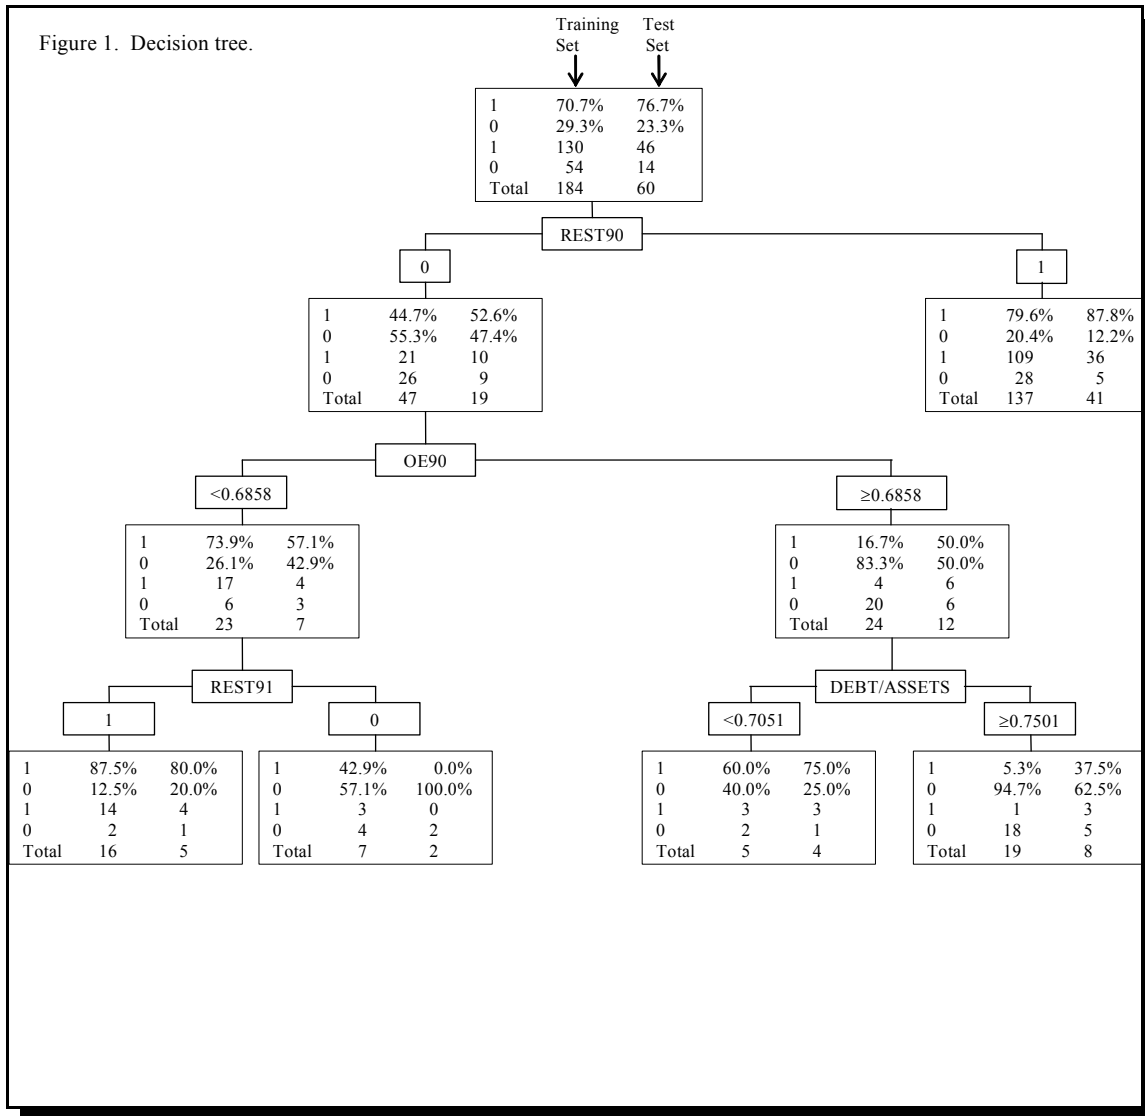 Figure 1. Decision tree.
Training Test
Set Set
1 70.7% 76.7%
0 29.3% 23.3%
1 130 46
0 54 14
Total 184 60
REST90
0
1
1 44.7% 52.6%
0 55.3% 47.4%
1 21 10
0 26 9
Total 47 19
1 79.6% 87.8%
0 20.4% 12.2%
1 109 36
0 28 5
Total 137 41
OE90
<0.6858
≥0.6858
1 73.9% 57.1%
0 26.1% 42.9%
1 17 4
0 6 3
Total 23 7
1 16.7% 50.0%
0 83.3% 50.0%
1 4 6
0 20 6
Total 24 12
REST91
DEBT/ASSETS
1
0
<0.7051
≥0.7501
1 87.5% 80.0%
0 12.5% 20.0%
1 14 4
0 2 1
Total 16 5
1 42.9% 0.0%
0 57.1% 100.0%
1 3 0
0 4 2
Total 7 2
1 60.0% 75.0%
0 40.0% 25.0%
1 3 3
0 2 1
Total 5 4
1 5.3% 37.5%
0 94.7% 62.5%
1 1 3
0 18 5
Total 19 8